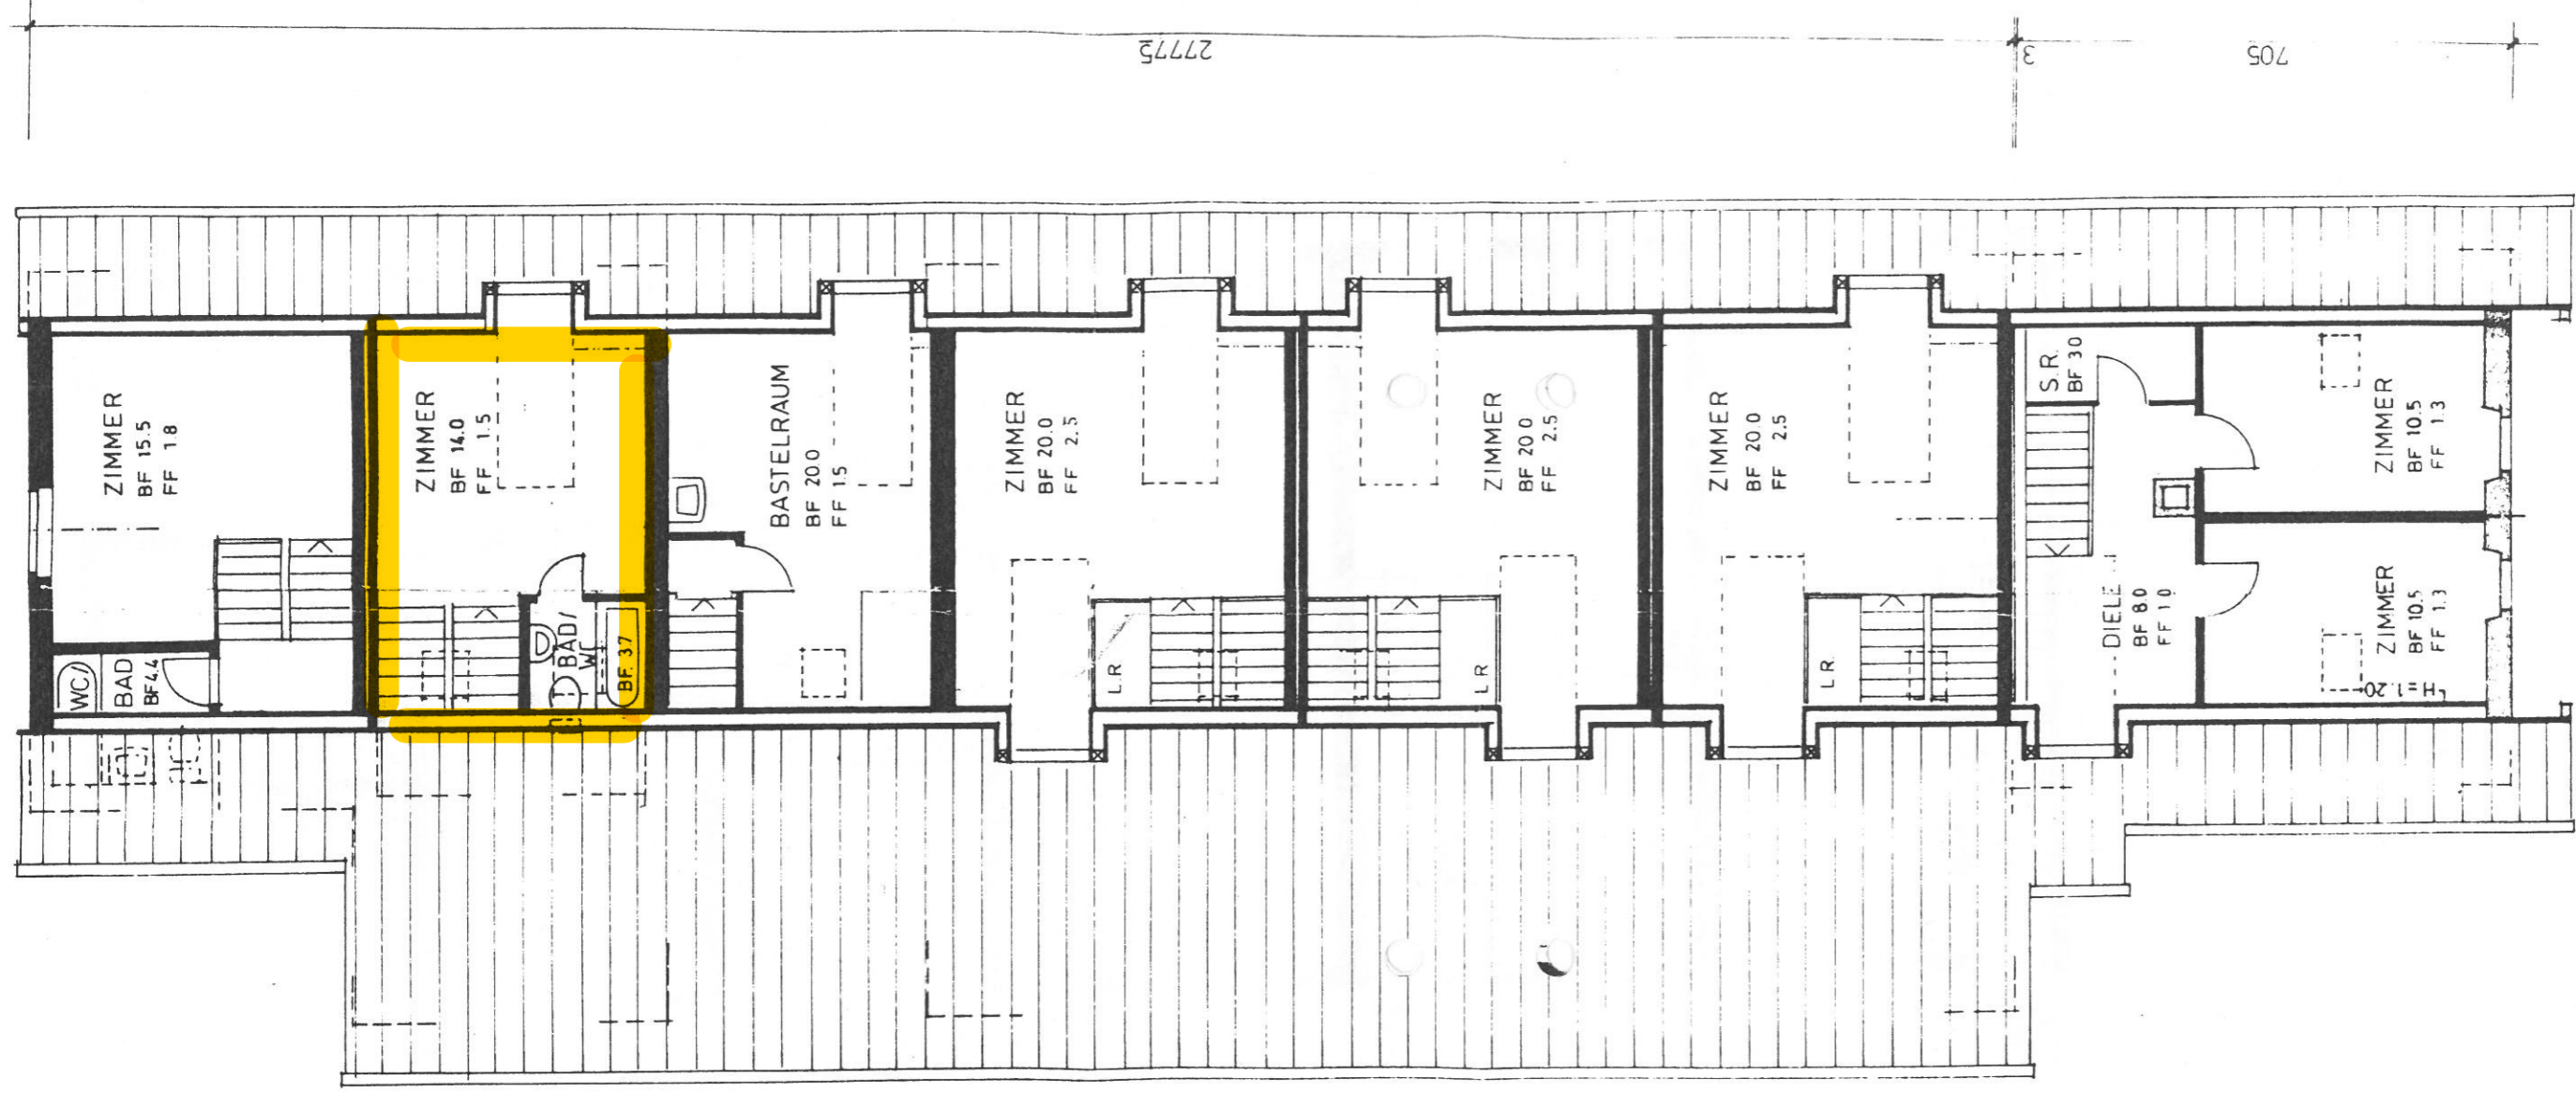 27775
3
705
ZIMMER
BF 15.5
FF 1.8
WC/
BAD
BF 4.4
ZIMMER
BF 14.0
FF 1.5
BAD/
WC
BF. 37
BASTELRAUM
BF 20.0
FF 1.5
ZIMMER
BF 20.0
FF 2.5
L.R.
ZIMMER
BF 20 0
FF 2.5
L.R
ZIMMER
BF 20.0
FF 2.5
L.R.
S.R.
BF 30
DIELE
BF 8.0
FF 1 0
ZIMMER
BF 10.5
FF 1.3
ZIMMER
BF 10.5
FF 1.3
H=1.20